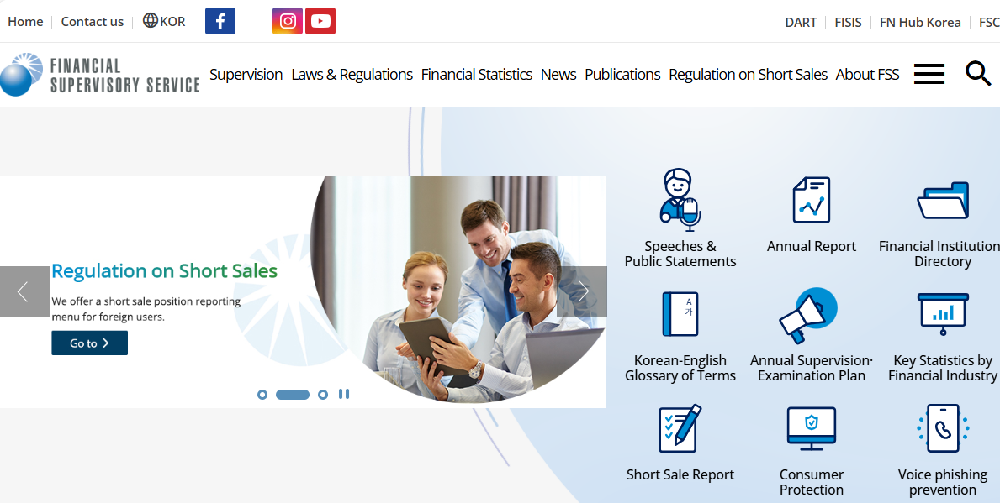 Home
Contact us
KOR
DART
FISIS
FN Hub Korea
FSC
FINANCIAL
SUPERVISORY SERVICE
Supervision
Laws & Regulations
Financial Statistics
News
Publications
Regulation on Short Sales
About FSS
Regulation on Short Sales
We offer a short sale position reporting
menu for foreign users.
Go to
Speeches &
Public Statements
Annual Report
Financial Institution
Directory
A
가
Korean-English
Glossary of Terms
Annual Supervision·
Examination Plan
Key Statistics by
Financial Industry
Short Sale Report
Consumer
Protection
Voice phishing
prevention